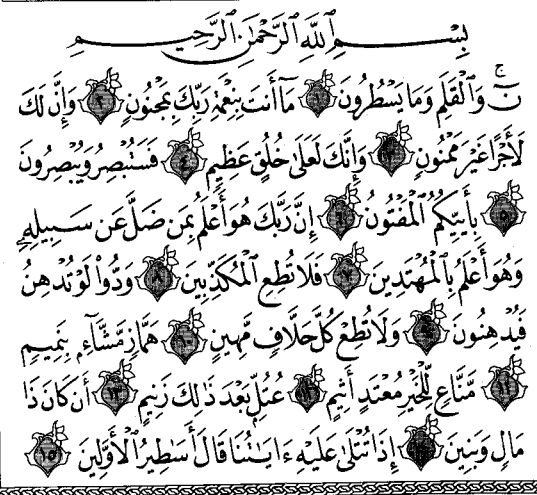 بِسْمِ ٱللَّهِ ٱلرَّحْمَٰنِ ٱلرَّحِيمِ
نٓ ۚ وَٱلْقَلَمِ وَمَا يَسْطُرُونَ ١ مَآ أَنتَ بِنِعْمَةِ رَبِّكَ بِمَجْنُونٍ ٢ وَإِنَّ لَكَ
لَأَجْرًا غَيْرَ مَمْنُونٍ ٣ وَإِنَّكَ لَعَلَىٰ خُلُقٍ عَظِيمٍ ٤ فَسَتُبْصِرُ وَيُبْصِرُونَ
٥ بِأَييِّكُمُ ٱلْمَفْتُونُ ٦ إِنَّ رَبَّكَ هُوَ أَعْلَمُ بِمَن ضَلَّ عَن سَبِيلِهِۦ
وَهُوَ أَعْلَمُ بِٱلْمُهْتَدِينَ ٧ فَلَا تُطِعِ ٱلْمُكَذِّبِينَ ٨ وَدُّوا۟ لَوْ تُدْهِنُ
فَيُدْهِنُونَ ٩ وَلَا تُطِعْ كُلَّ حَلَّافٍ مَّهِينٍ ١٠ هَمَّازٍ مَّشَّآءٍۭ بِنَمِيمٍ
١١ مَّنَّاعٍ لِّلْخَيْرِ مُعْتَدٍ أَثِيمٍ ١٢ عُتُلٍّۭ بَعْدَ ذَٰلِكَ زَنِيمٍ ١٣ أَن كَانَ ذَا
مَالٍ وَبَنِينَ ١٤ إِذَا تُتْلَىٰ عَلَيْهِ ءَايَٰتُنَا قَالَ أَسَٰطِيرُ ٱلْأَوَّلِينَ ١٥